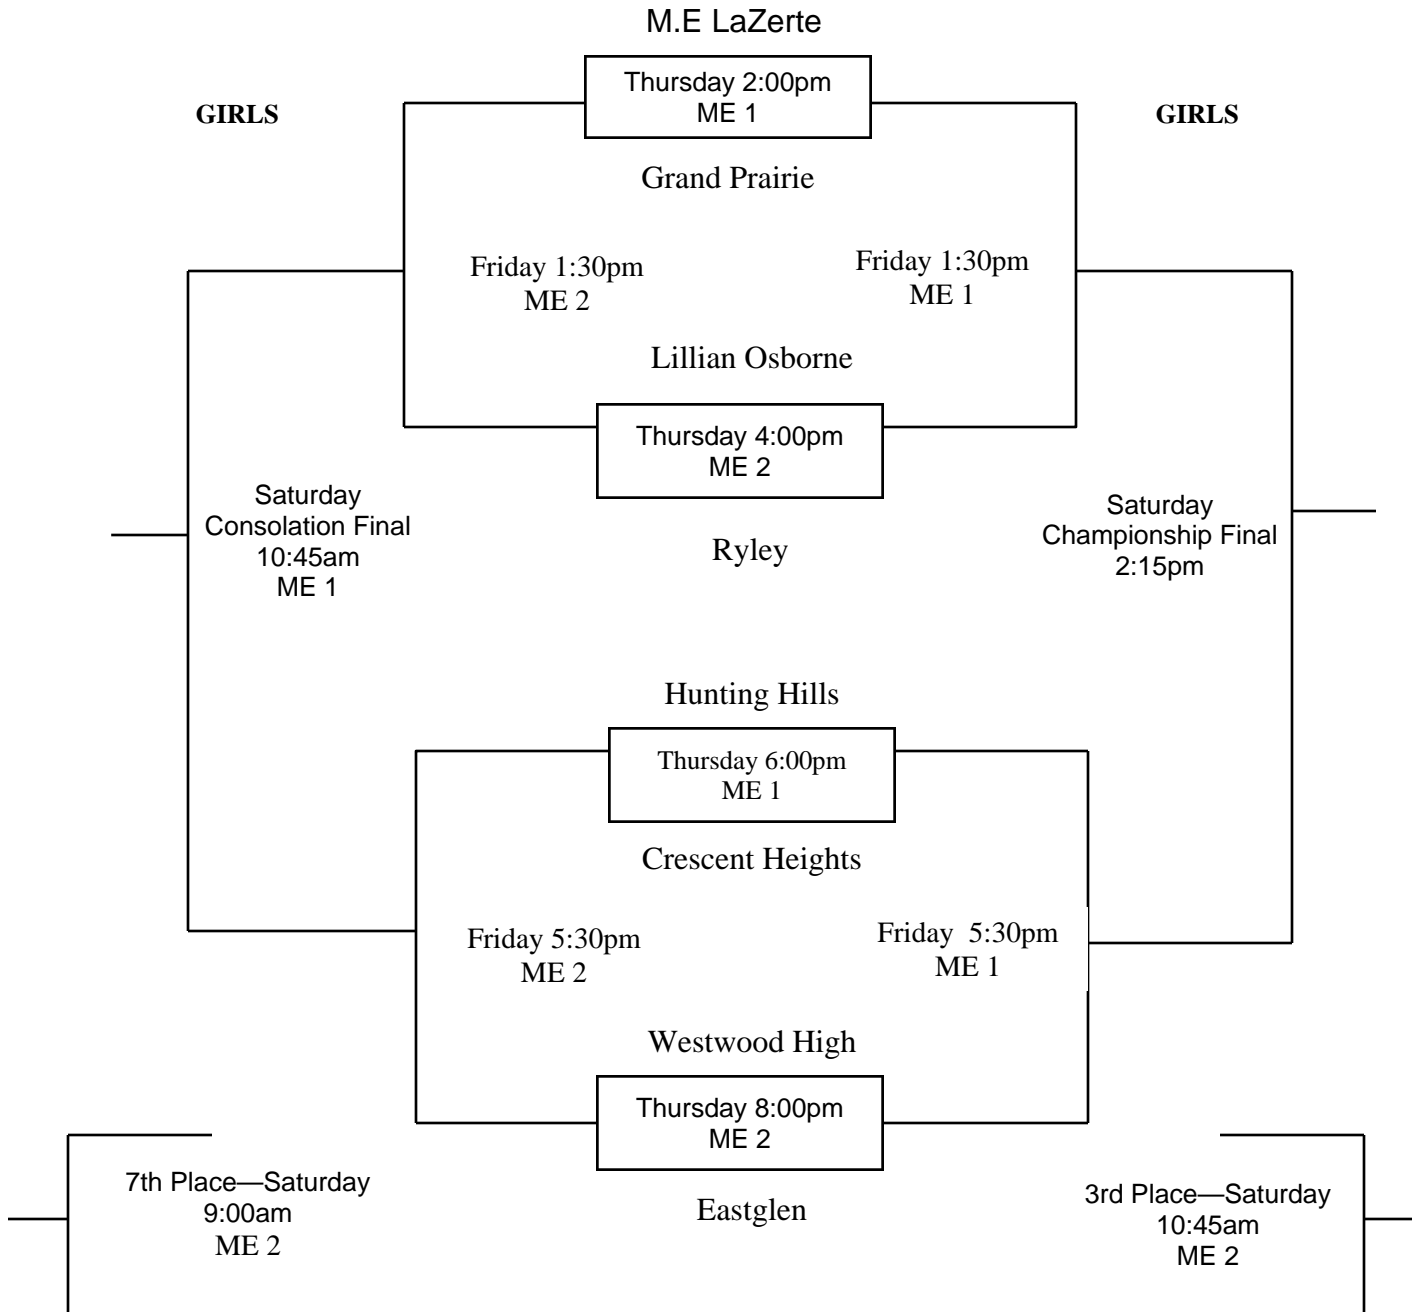 M.E LaZerte
Thursday 2:00pm
ME 1
GIRLS
GIRLS
Grand Prairie
Friday 1:30pm
ME 2
Friday 1:30pm
ME 1
Lillian Osborne
Thursday 4:00pm
ME 2
Saturday
Consolation Final
10:45am
ME 1
Saturday
Championship Final
2:15pm
Ryley
Hunting Hills
Thursday 6:00pm
ME 1
Crescent Heights
Friday 5:30pm
ME 2
Friday  5:30pm
ME 1
Westwood High
Thursday 8:00pm
ME 2
7th Place—Saturday
9:00am
ME 2
Eastglen
3rd Place—Saturday
10:45am
ME 2